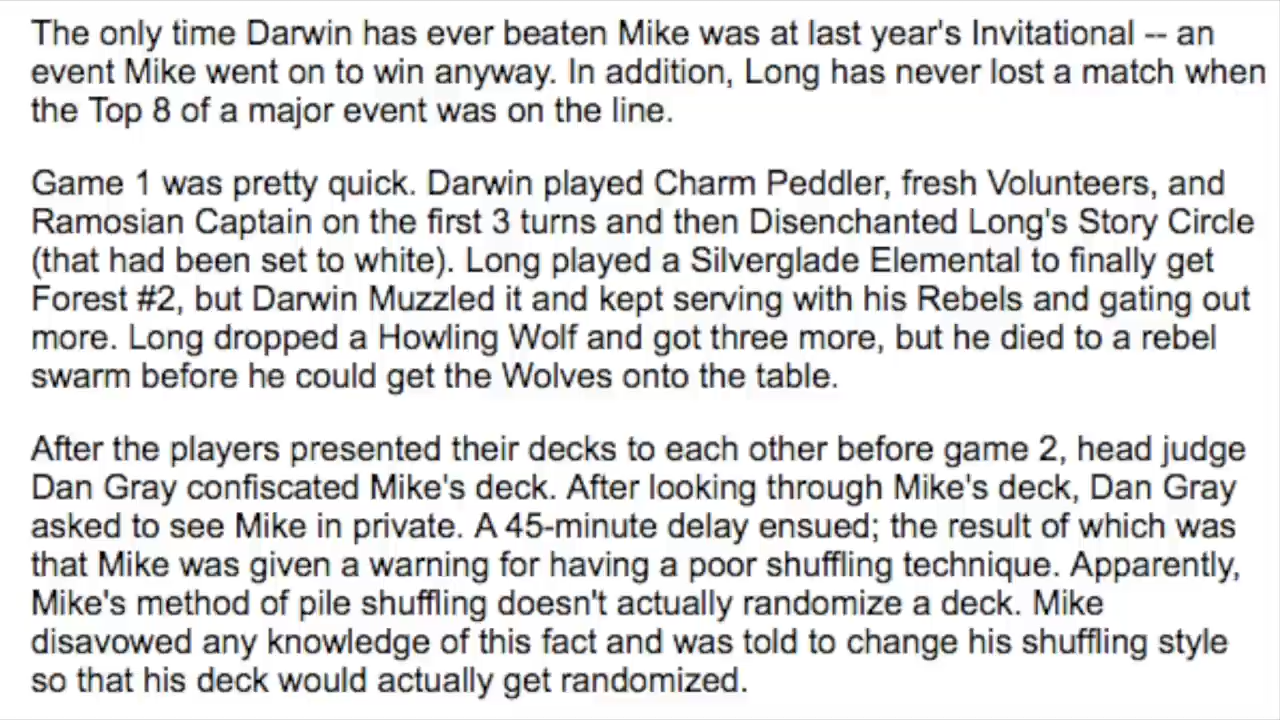 The only time Darwin has ever beaten Mike was at last year's Invitational -- an
event Mike went on to win anyway. In addition, Long has never lost a match when
the Top 8 of a major event was on the line.
Game 1 was pretty quick. Darwin played Charm Peddler, fresh Volunteers, and
Ramosian Captain on the first 3 turns and then Disenchanted Long's Story Circle
(that had been set to white). Long played a Silverglade Elemental to finally get
Forest #2, but Darwin Muzzled it and kept serving with his Rebels and gating out
more. Long dropped a Howling Wolf and got three more, but he died to a rebel
swarm before he could get the Wolves onto the table.
After the players presented their decks to each other before game 2, head judge
Dan Gray confiscated Mike's deck. After looking through Mike's deck, Dan Gray
asked to see Mike in private. A 45-minute delay ensued; the result of which was
that Mike was given a warning for having a poor shuffling technique. Apparently,
Mike's method of pile shuffling doesn't actually randomize a deck. Mike
disavowed any knowledge of this fact and was told to change his shuffling style
so that his deck would actually get randomized.